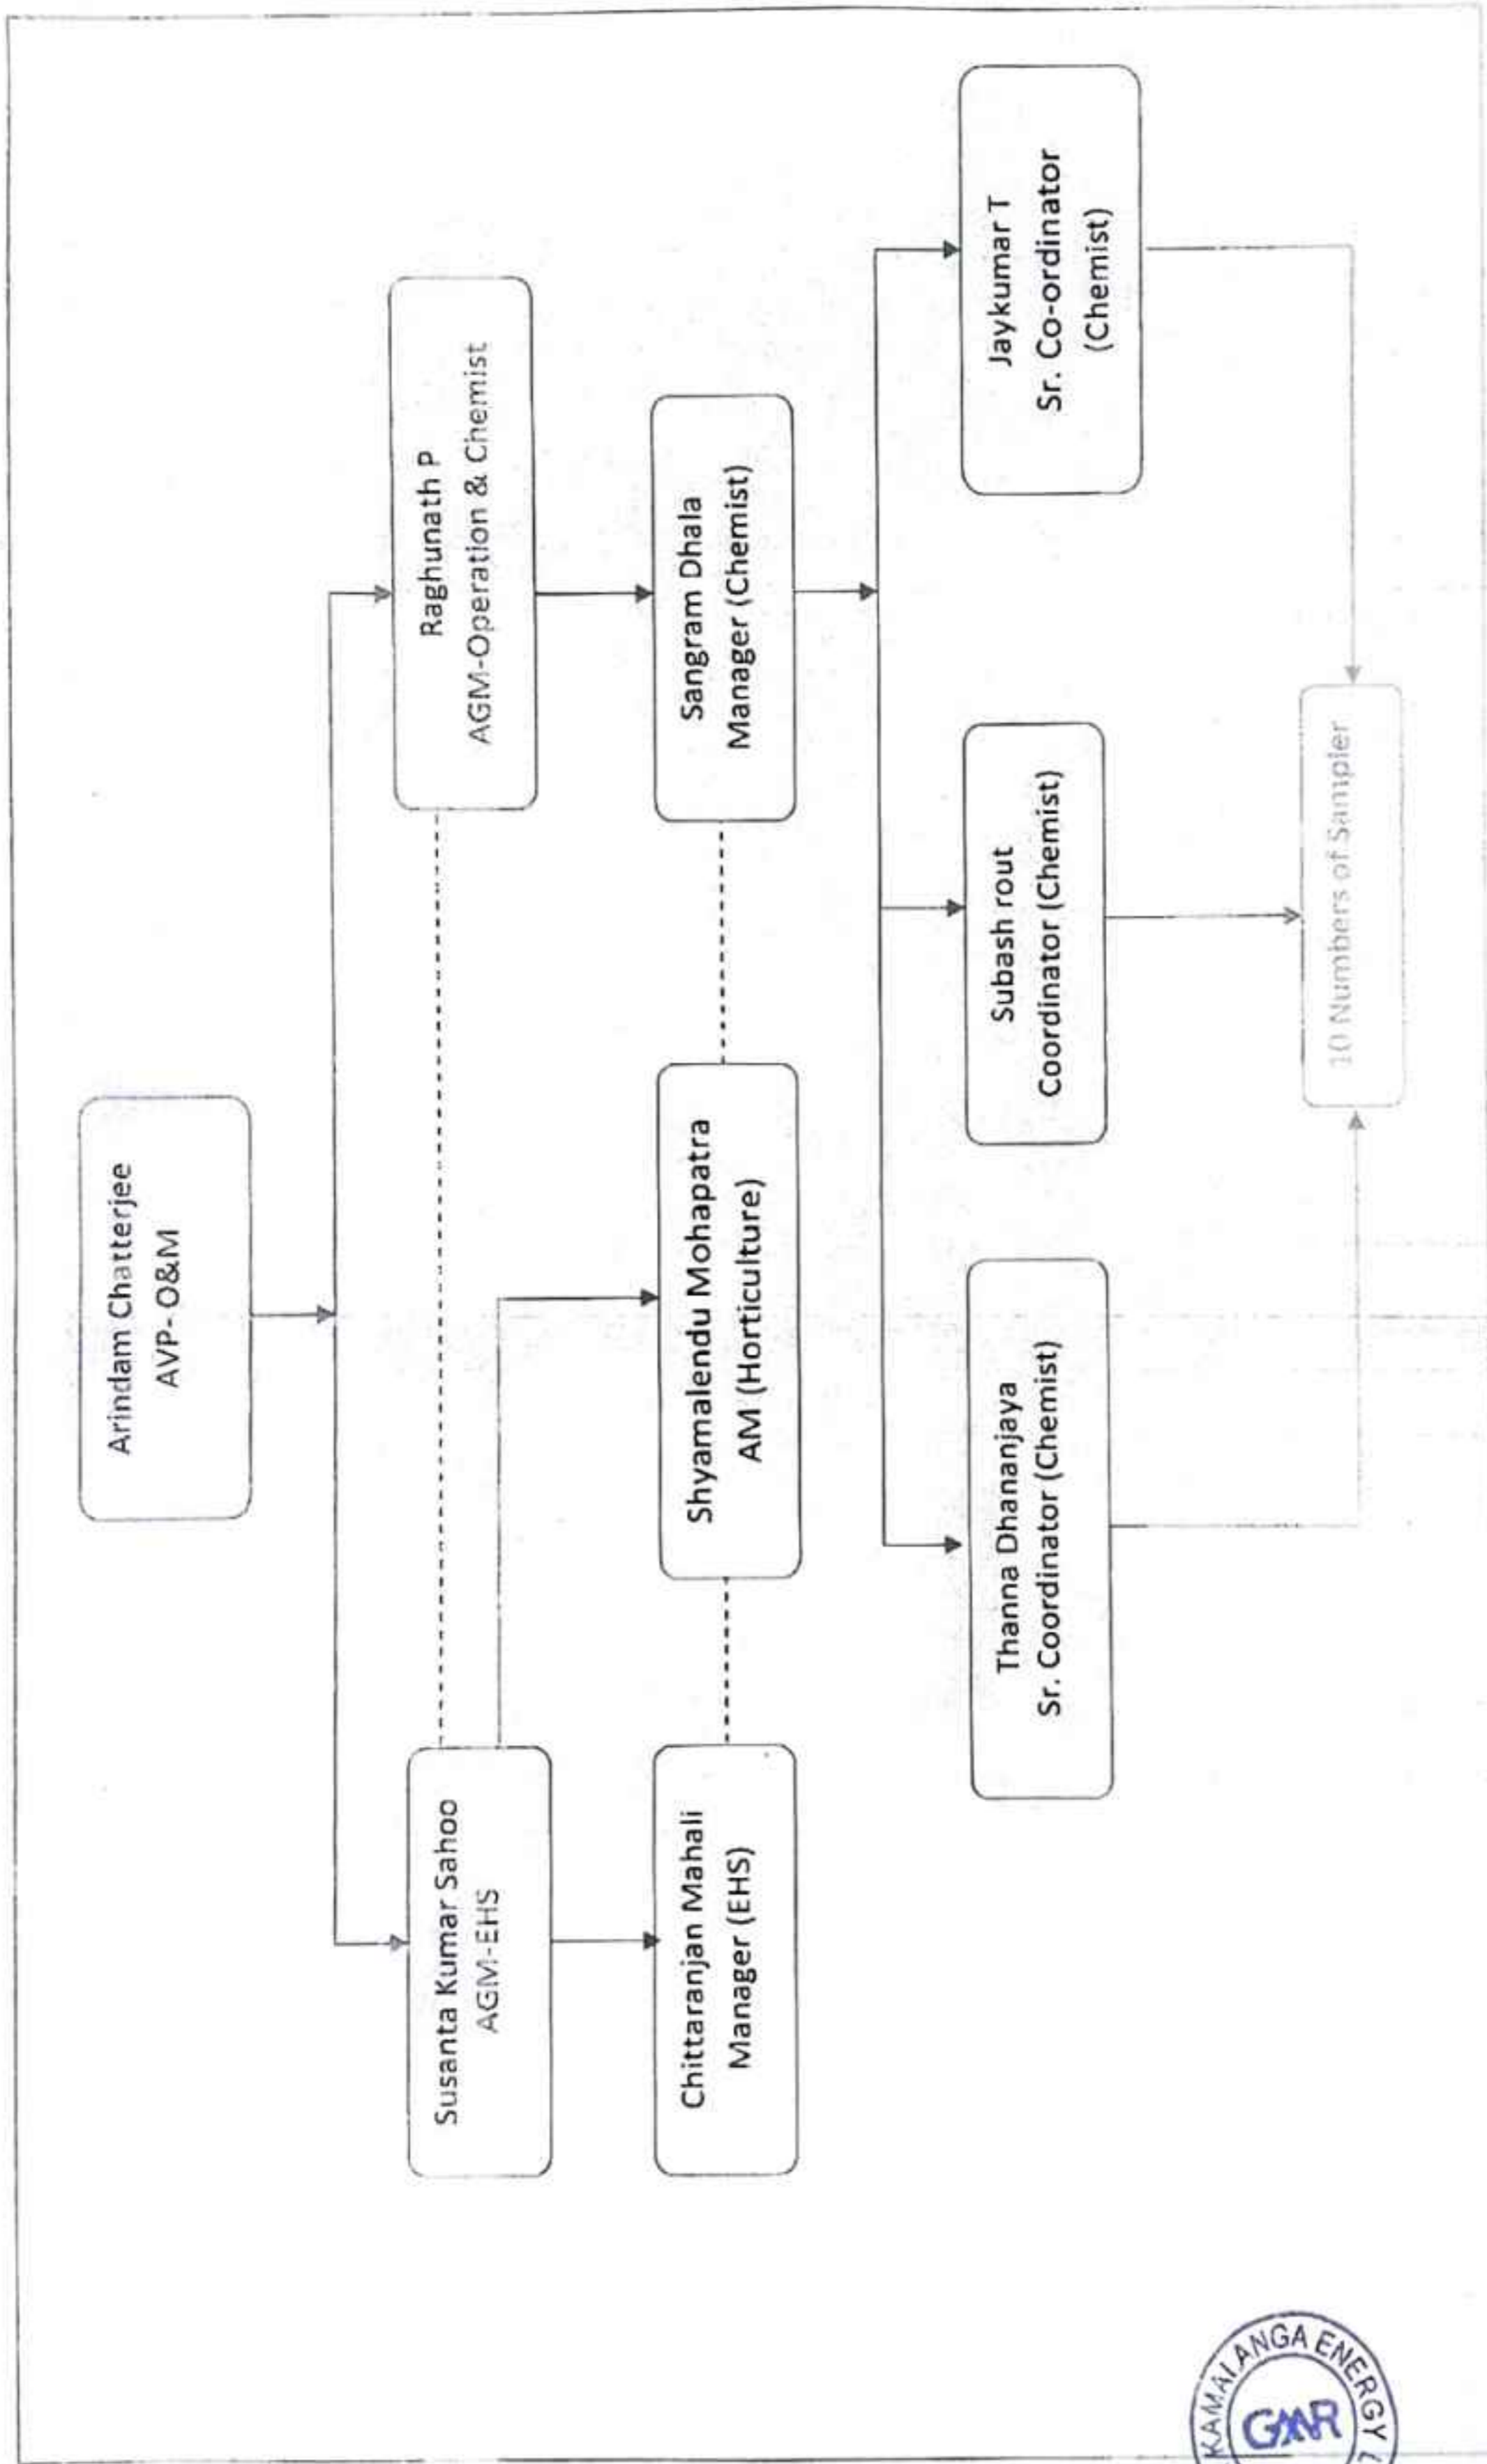 Arindam Chatterjee
AVP- O&M
Susanta Kumar Sahoo
AGM-EHS
Raghunath P
AGM-Operation & Chemist
Chittaranjan Mahali
Manager (EHS)
Shyamalendu Mohapatra
AM (Horticulture)
Sangram Dhala
Manager (Chemist)
Thanna Dhananjaya
Sr. Coordinator (Chemist)
Subash rout
Coordinator (Chemist)
Jaykumar T
Sr. Co-ordinator
(Chemist)
10 Numbers of Sampler
KAMALANGA ENERGY
GMR